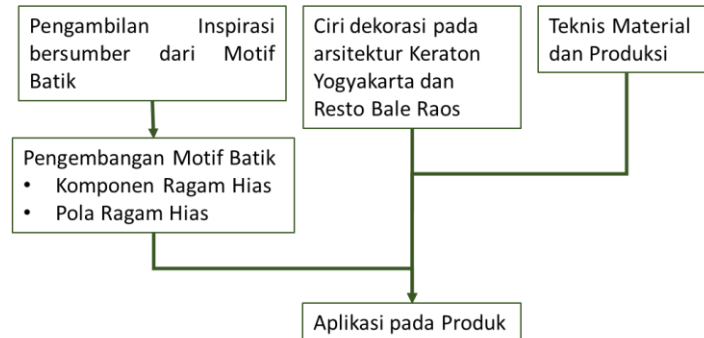 Pengambilan Inspirasi
bersumber dari Motif
Batik
Ciri dekorasi pada
arsitektur Keraton
Yogyakarta dan
Resto Bale Raos
Teknis Material
dan Produksi
Pengembangan Motif Batik
• Komponen Ragam Hias
• Pola Ragam Hias
Aplikasi pada Produk